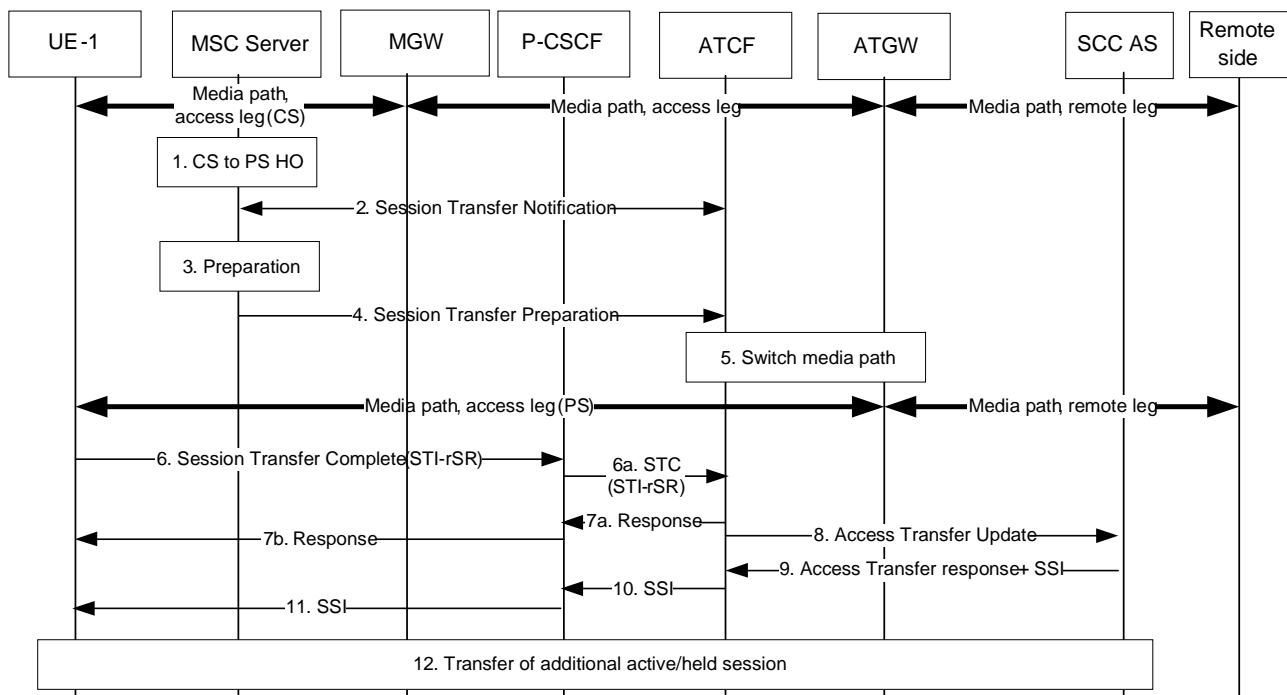 UE-1
MSC Server
MGW
P-CSCF
ATCF
ATGW
SCC AS
Remote
side
Media path,
access leg (CS)
Media path, access leg
Media path, remote leg
1. CS to PS HO
2. Session Transfer Notification
3. Preparation
4. Session Transfer Preparation
5. Switch media path
Media path, access leg (PS)
Media path, remote leg
6. Session Transfer Complete(STI-rSR)
6a. STC
(STI-rSR)
7a. Response
7b. Response
8. Access Transfer Update
9. Access Transfer response+ SSI
10. SSI
11. SSI
12. Transfer of additional active/held session